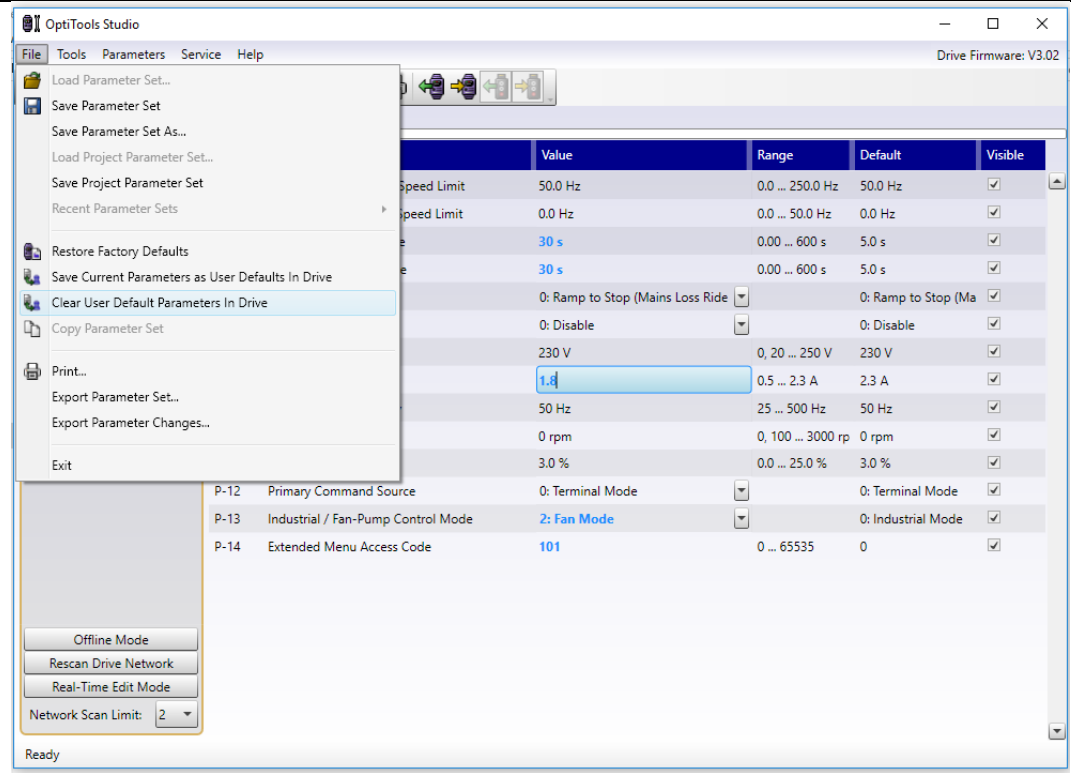 OptiTools Studio
File Tools Parameters Service Help Drive Firmware: V3.02
Load Parameter Set...
Save Parameter Set
Save Parameter Set As...
Load Project Parameter Set...
Save Project Parameter Set
Recent Parameter Sets
Restore Factory Defaults
Save Current Parameters as User Defaults In Drive
Clear User Default Parameters In Drive
Copy Parameter Set
Print...
Export Parameter Set...
Export Parameter Changes...
Exit
Value Range Default Visible
Speed Limit 50.0 Hz 0.0 ... 250.0 Hz 50.0 Hz
Speed Limit 0.0 Hz 0.0 ... 50.0 Hz 0.0 Hz
30 s 0.00 ... 600 s 5.0 s
30 s 0.00 ... 600 s 5.0 s
0: Ramp to Stop (Mains Loss Ride 0: Ramp to Stop (Ma
0: Disable 0: Disable
230 V 0, 20 ... 250 V 230 V
1.8 0.5 ... 2.3 A 2.3 A
50 Hz 25 ... 500 Hz 50 Hz
0 rpm 0, 100 ... 3000 rp 0 rpm
3.0 % 0.0 ... 25.0 % 3.0 %
P-12 Primary Command Source 0: Terminal Mode 0: Terminal Mode
P-13 Industrial / Fan-Pump Control Mode 2: Fan Mode 0: Industrial Mode
P-14 Extended Menu Access Code 101 0 ... 65535 0
Offline Mode
Rescan Drive Network
Real-Time Edit Mode
Network Scan Limit: 2
Ready